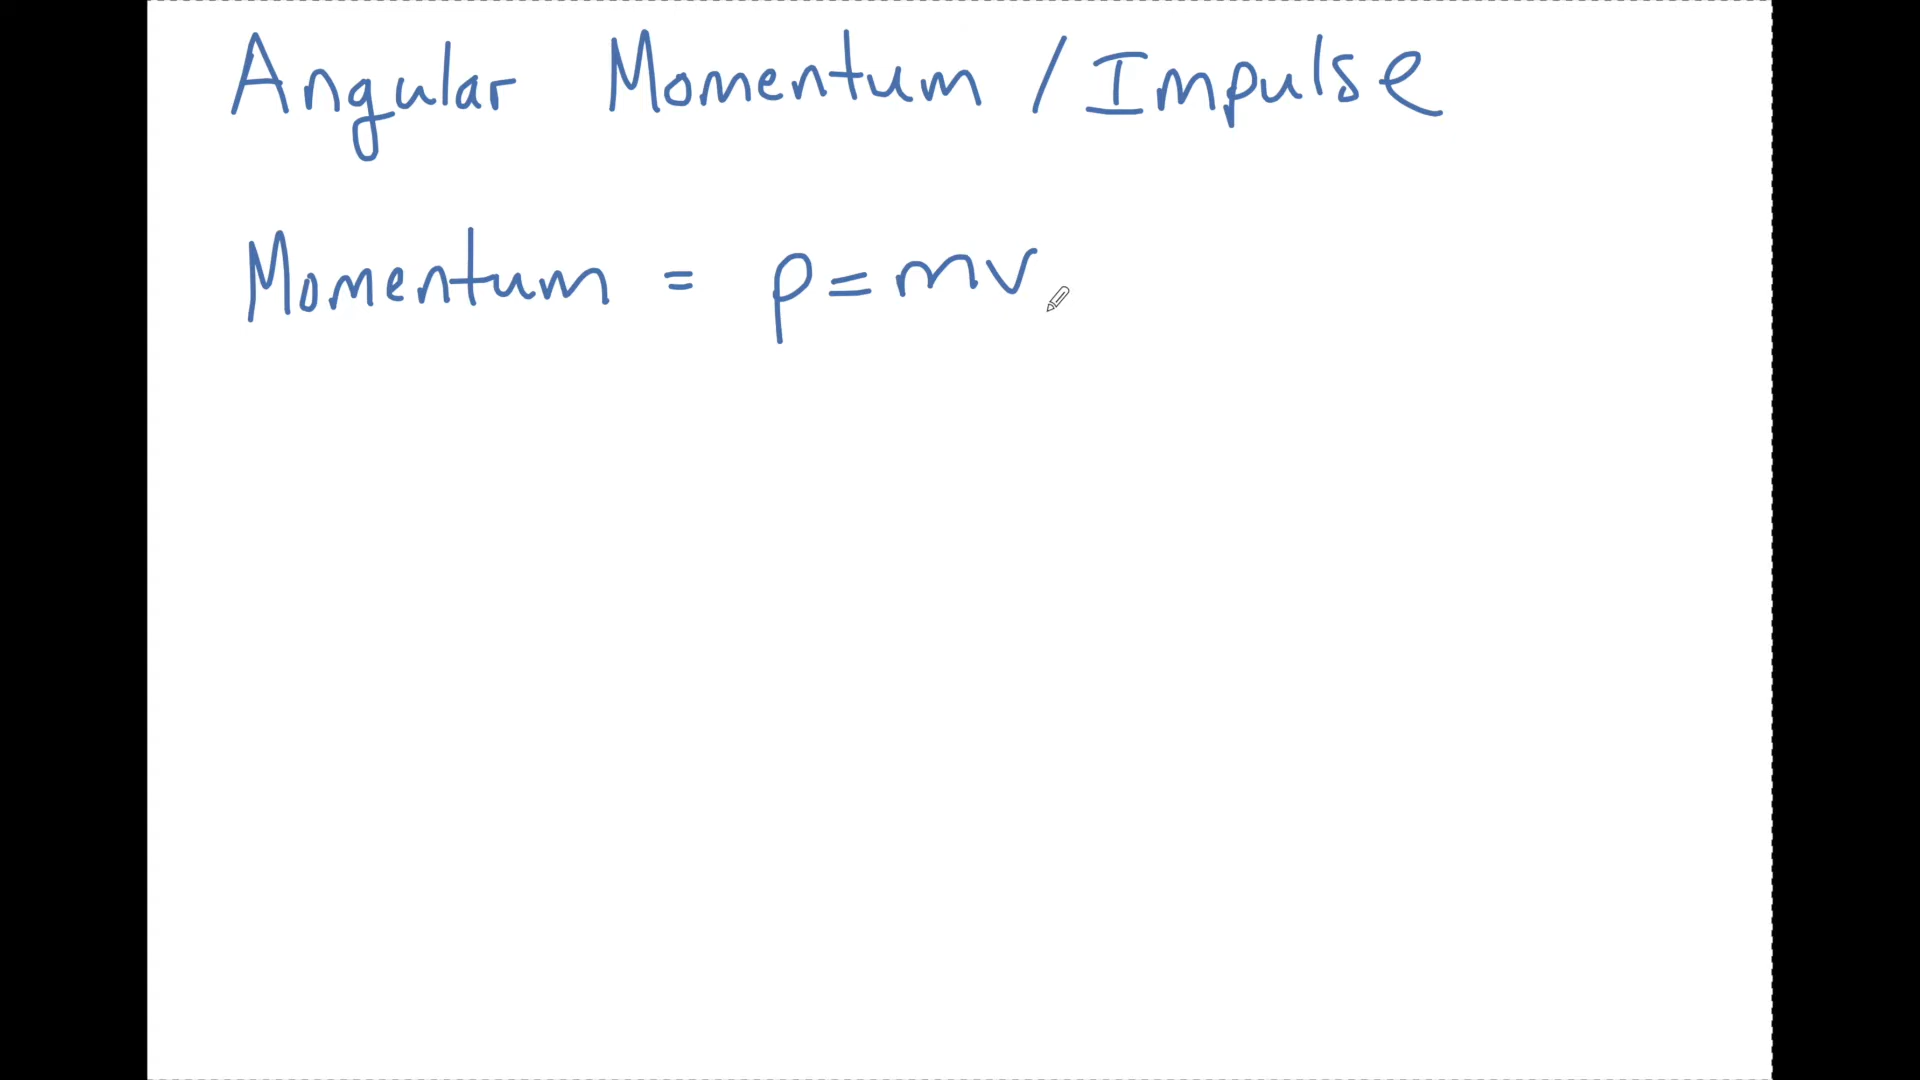 Angular Momentum / Impulse
Momentum = p = mv